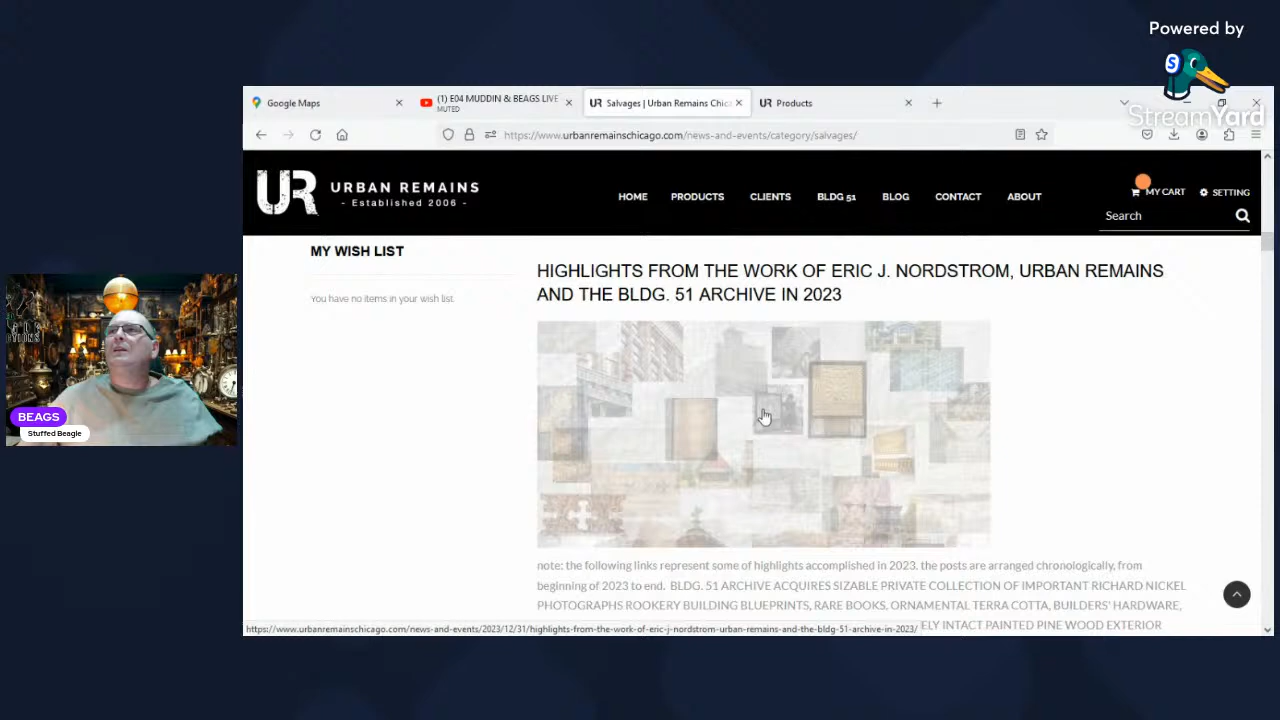 Powered by
StreamYard
Google Maps
(1) E04 MUDDIN & BEAGS LIVE
MUTED
UR Salvages | Urban Remains Chica
UR Products
https://www.urbanremainschicago.com/news-and-events/category/salvages/
UR URBAN REMAINS
- Established 2006 -
HOME PRODUCTS CLIENTS BLDG 51 BLOG CONTACT ABOUT
MY CART SETTING
Search
MY WISH LIST
You have no items in your wish list.
HIGHLIGHTS FROM THE WORK OF ERIC J. NORDSTROM, URBAN REMAINS
AND THE BLDG. 51 ARCHIVE IN 2023
note: the following links represent some of highlights accomplished in 2023. the posts are arranged chronologically, from
beginning of 2023 to end. BLDG. 51 ARCHIVE ACQUIRES SIZABLE PRIVATE COLLECTION OF IMPORTANT RICHARD NICKEL
PHOTOGRAPHS ROOKERY BUILDING BLUEPRINTS, RARE BOOKS, ORNAMENTAL TERRA COTTA, BUILDERS' HARDWARE,
ELY INTACT PAINTED PINE WOOD EXTERIOR
https://www.urbanremainschicago.com/news-and-events/2023/12/31/highlights-from-the-work-of-eric-j-nordstrom-urban-remains-and-the-bldg-51-archive-in-2023/
BEAGS
Stuffed Beagle